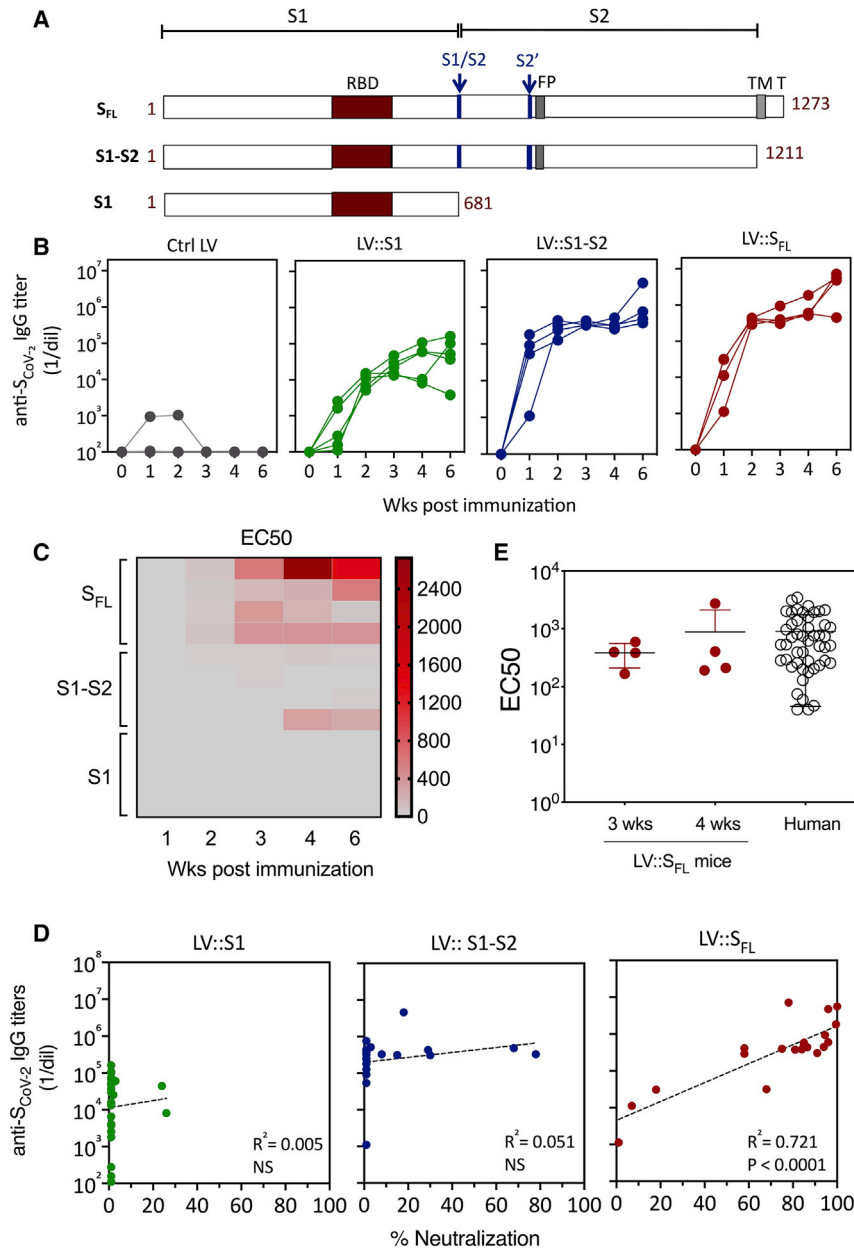 A
S1 S2
S1/S2 S2’
RBD FP TM T
S_FL 1 1273
S1-S2 1 1211
S1 1 681
B
Ctrl LV LV::S1 LV::S1-S2 LV::S_FL
anti-S_CoV-2 IgG titer
(1/dil)
10⁷
10⁶
10⁵
10⁴
10³
10²
0 1 2 3 4 6 0 1 2 3 4 6 0 1 2 3 4 6 0 1 2 3 4 6
Wks post immunization
C
EC50
S_FL
S1-S2
S1
2400
2000
1600
1200
800
400
0
1 2 3 4 6
Wks post immunization
E
EC50
10⁴
10³
10²
10¹
10⁰
3 wks 4 wks Human
LV::S_FL mice
D
LV::S1 LV:: S1-S2 LV::S_FL
anti-S_CoV-2 IgG titers
(1/dil)
10⁸
10⁷
10⁶
10⁵
10⁴
10³
10²
R² = 0.005 R² = 0.051 R² = 0.721
NS NS P < 0.0001
0 20 40 60 80 100 0 20 40 60 80 100 0 20 40 60 80 100
% Neutralization